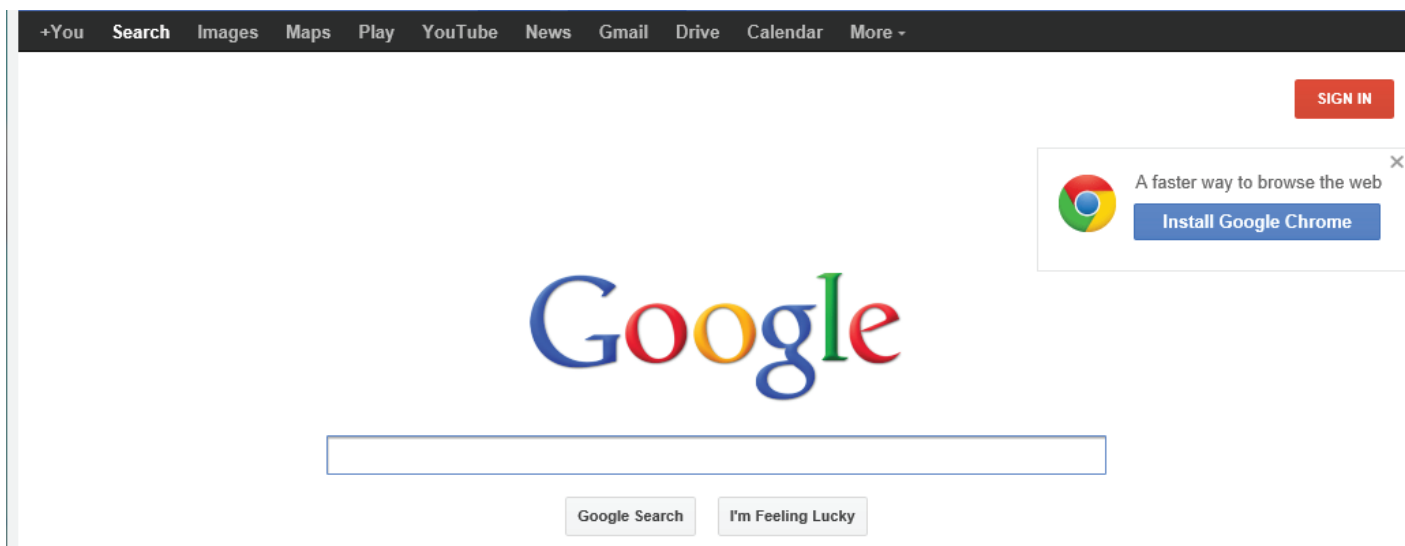 +You Search Images Maps Play YouTube News Gmail Drive Calendar More
SIGN IN
A faster way to browse the web
Install Google Chrome
Google
Google Search I'm Feeling Lucky